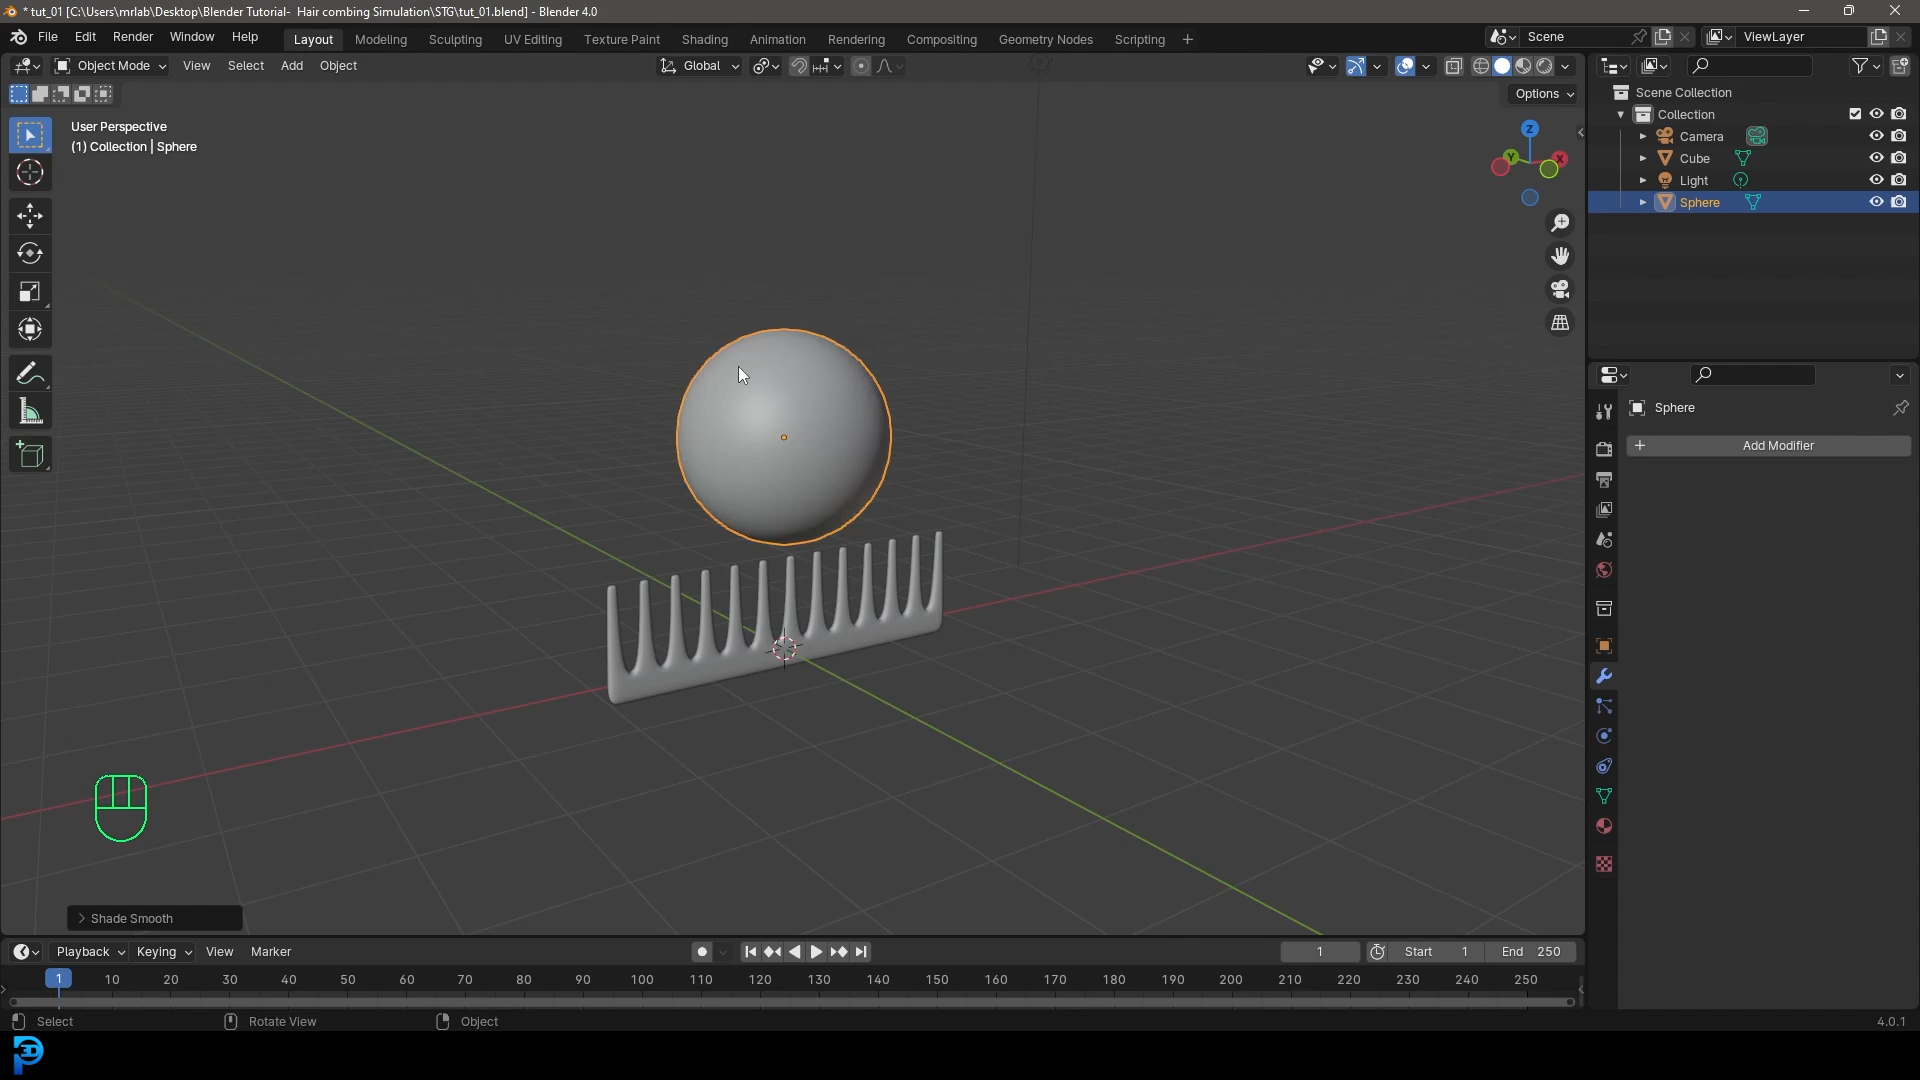 * tut_01 [C:\Users\mrlab\Desktop\Blender Tutorial- Hair combing Simulation\STG\tut_01.blend] - Blender 4.0
File Edit Render Window Help Layout Modeling Sculpting UV Editing Texture Paint Shading Animation Rendering Compositing Geometry Nodes Scripting + Scene ViewLayer
Object Mode View Select Add Object Global
Options
User Perspective
(1) Collection | Sphere
Z
Y
X
Scene Collection
Collection
Camera
Cube
Light
Sphere
Sphere
+ Add Modifier
Shade Smooth
Playback Keying View Marker 1 Start 1 End 250
1 10 20 30 40 50 60 70 80 90 100 110 120 130 140 150 160 170 180 190 200 210 220 230 240 250
Select Rotate View Object 4.0.1